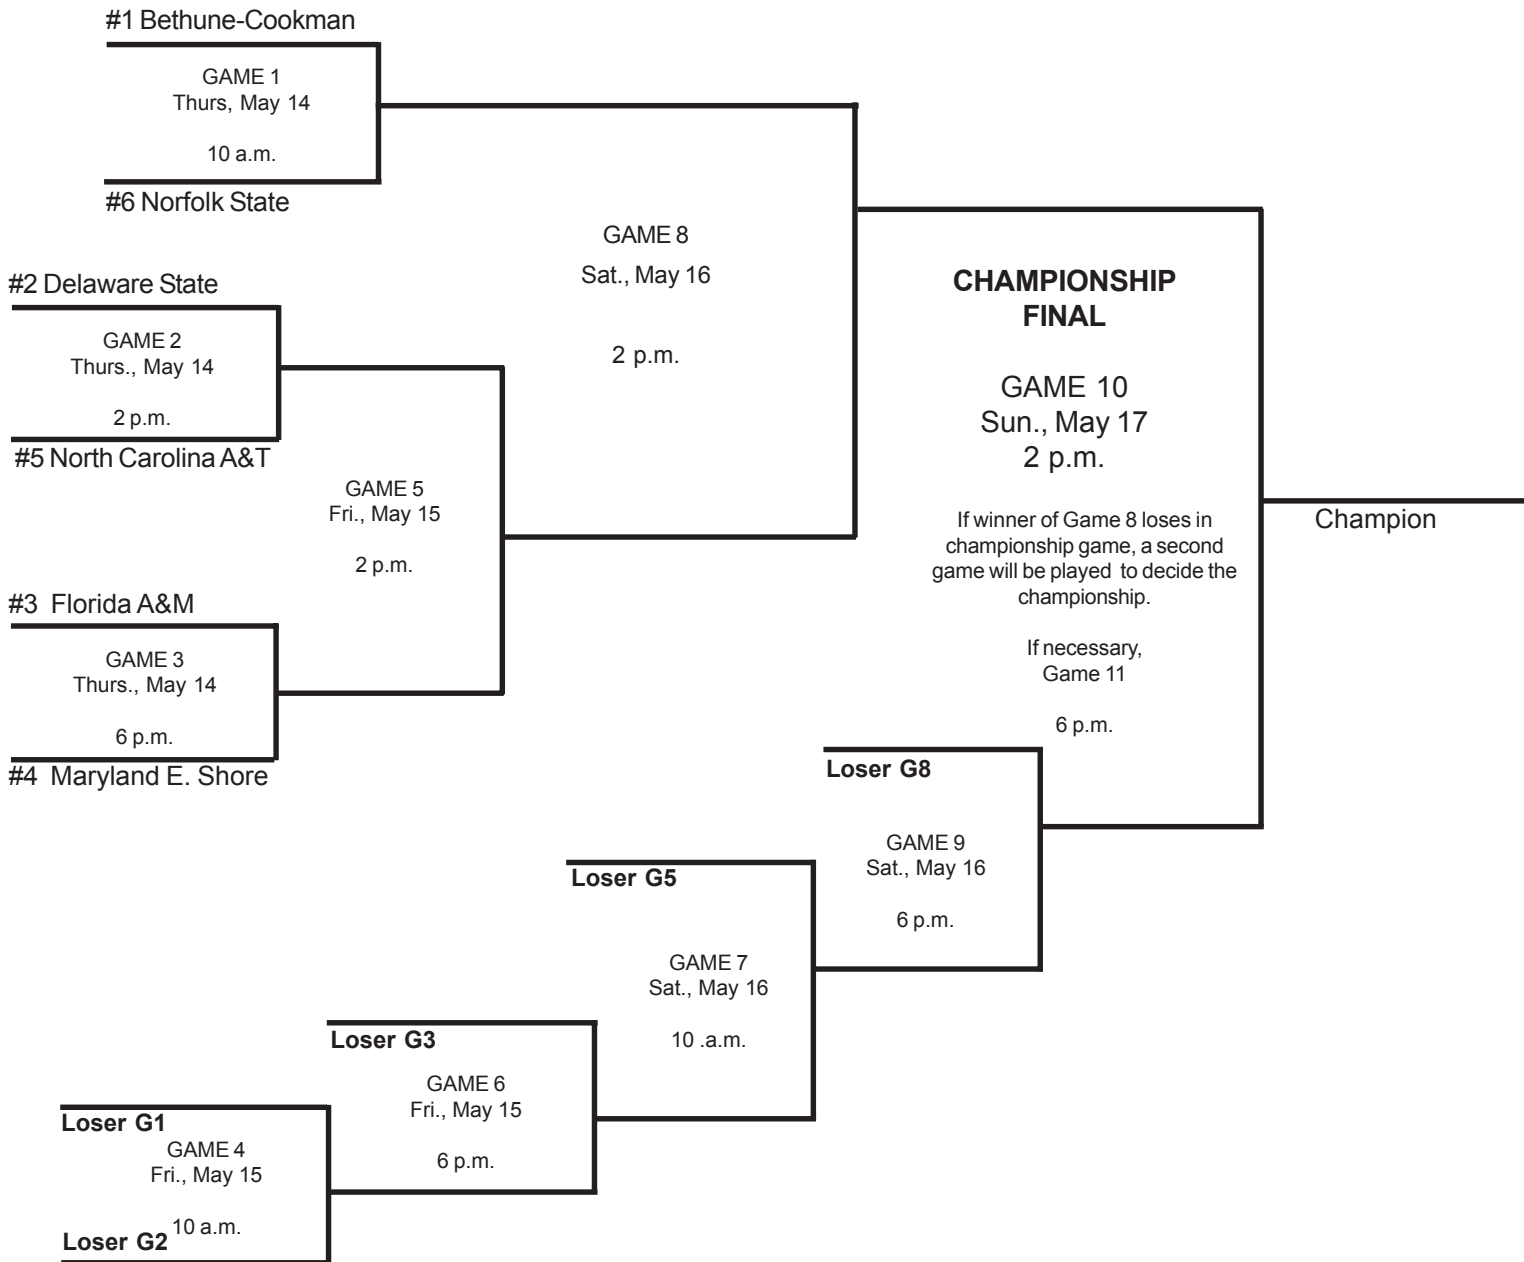 #1 Bethune-Cookman
GAME 1
Thurs, May 14
10 a.m.
#6 Norfolk State
#2 Delaware State
GAME 2
Thurs., May 14
2 p.m.
#5 North Carolina A&T
#3 Florida A&M
GAME 3
Thurs., May 14
6 p.m.
#4 Maryland E. Shore
GAME 5
Fri., May 15
2 p.m.
GAME 8
Sat., May 16
2 p.m.
CHAMPIONSHIP
FINAL
GAME 10
Sun., May 17
2 p.m.
If winner of Game 8 loses in
championship game, a second
game will be played to decide the
championship.
If necessary,
Game 11
6 p.m.
Champion
Loser G8
GAME 9
Sat., May 16
6 p.m.
Loser G5
GAME 7
Sat., May 16
10 .a.m.
Loser G3
GAME 6
Fri., May 15
6 p.m.
Loser G1
GAME 4
Fri., May 15
10 a.m.
Loser G2